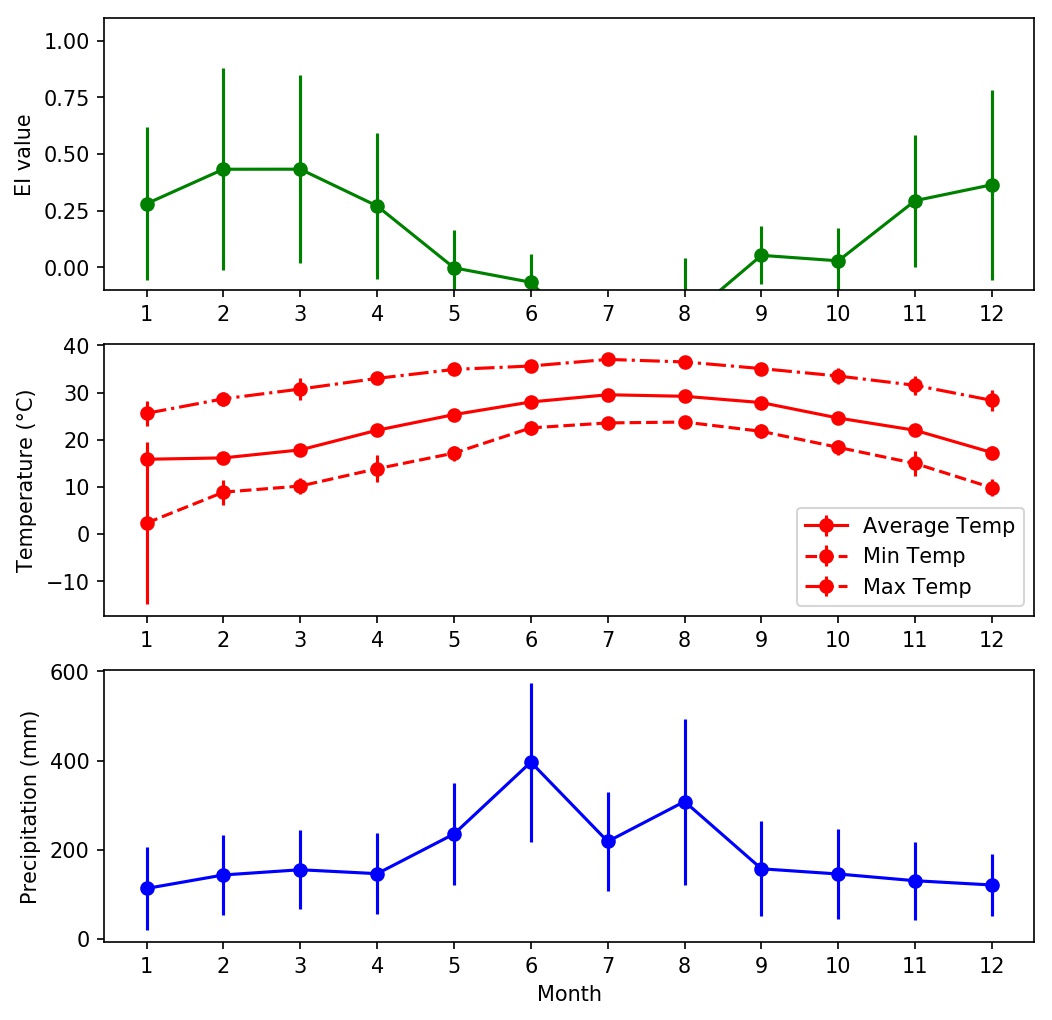 1.00
0.75
0.50
0.25
0.00
EI value
1 2 3 4 5 6 7 8 9 10 11 12
40
30
20
10
0
−10
Temperature (°C)
Average Temp
Min Temp
Max Temp
1 2 3 4 5 6 7 8 9 10 11 12
600
400
200
0
Precipitation (mm)
1 2 3 4 5 6 7 8 9 10 11 12
Month